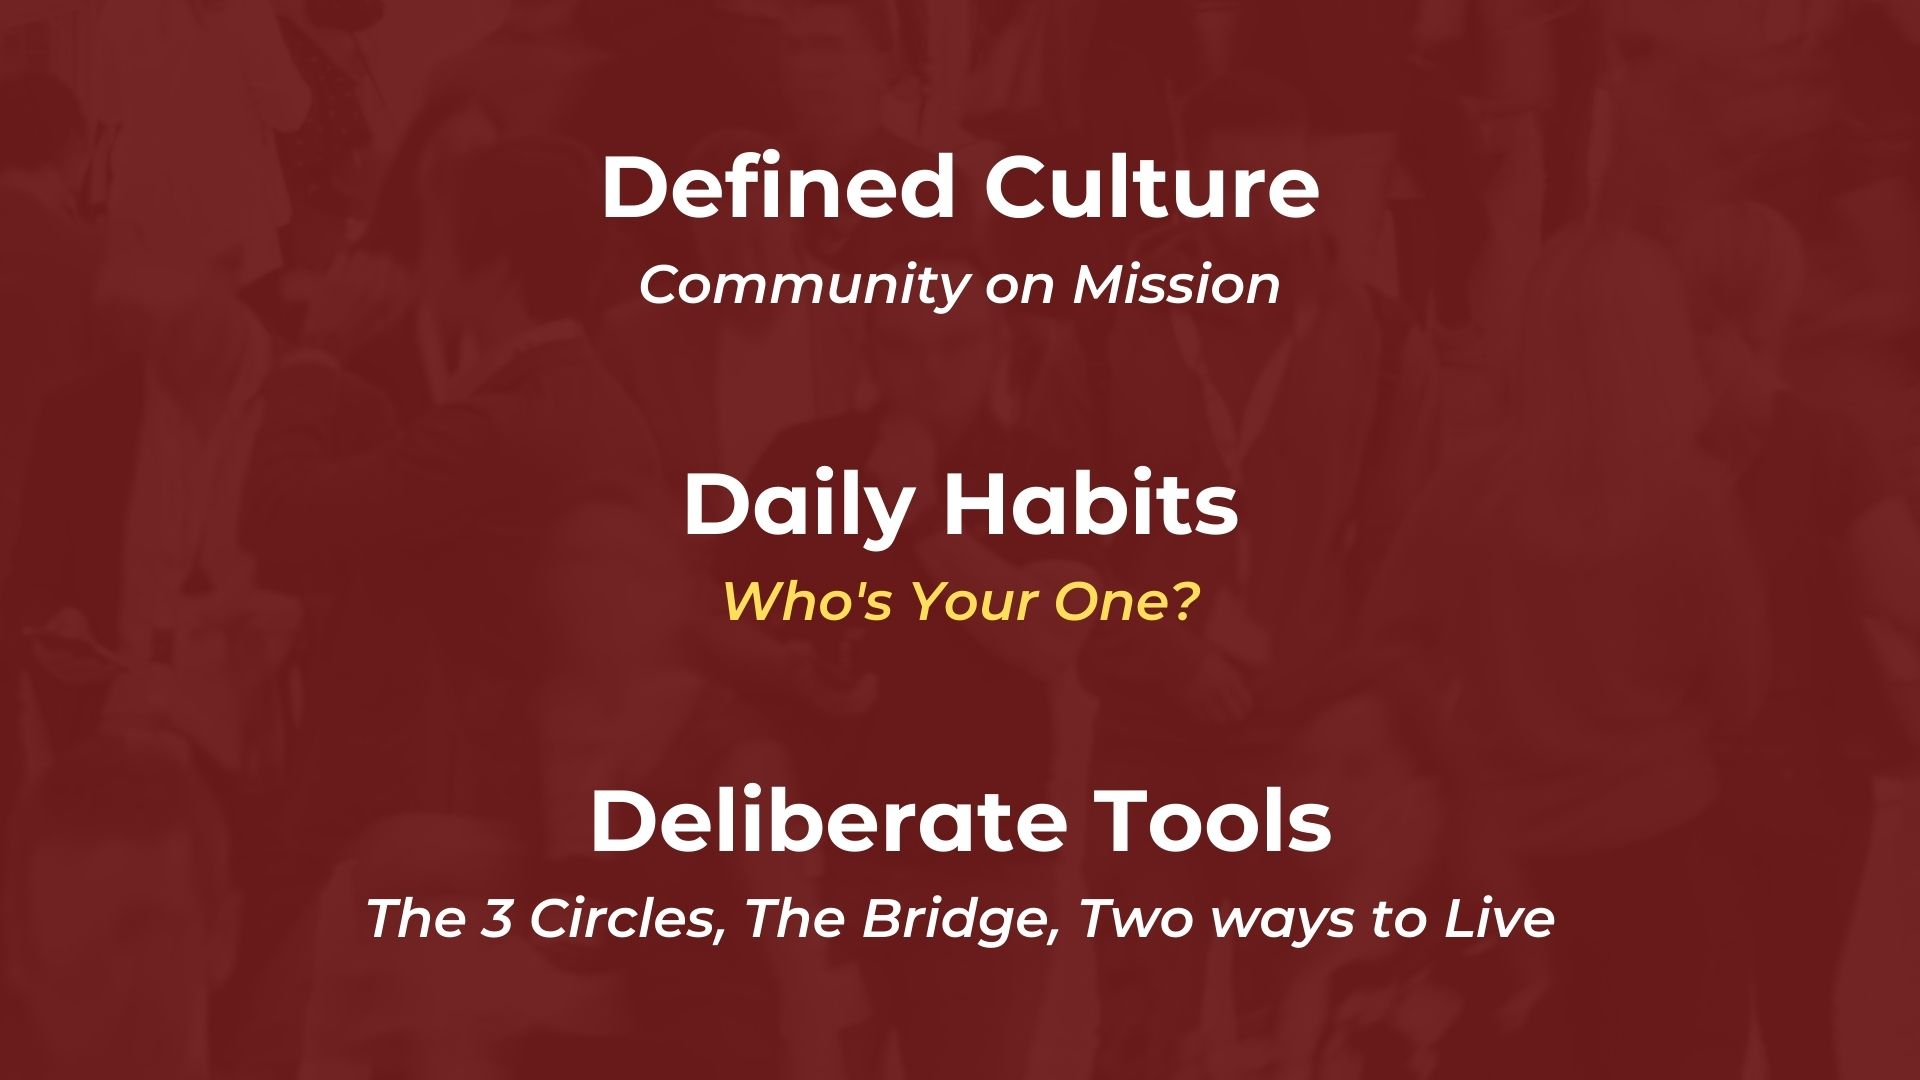 Defined Culture
Community on Mission
Daily Habits
Who's Your One?
Deliberate Tools
The 3 Circles, The Bridge, Two ways to Live